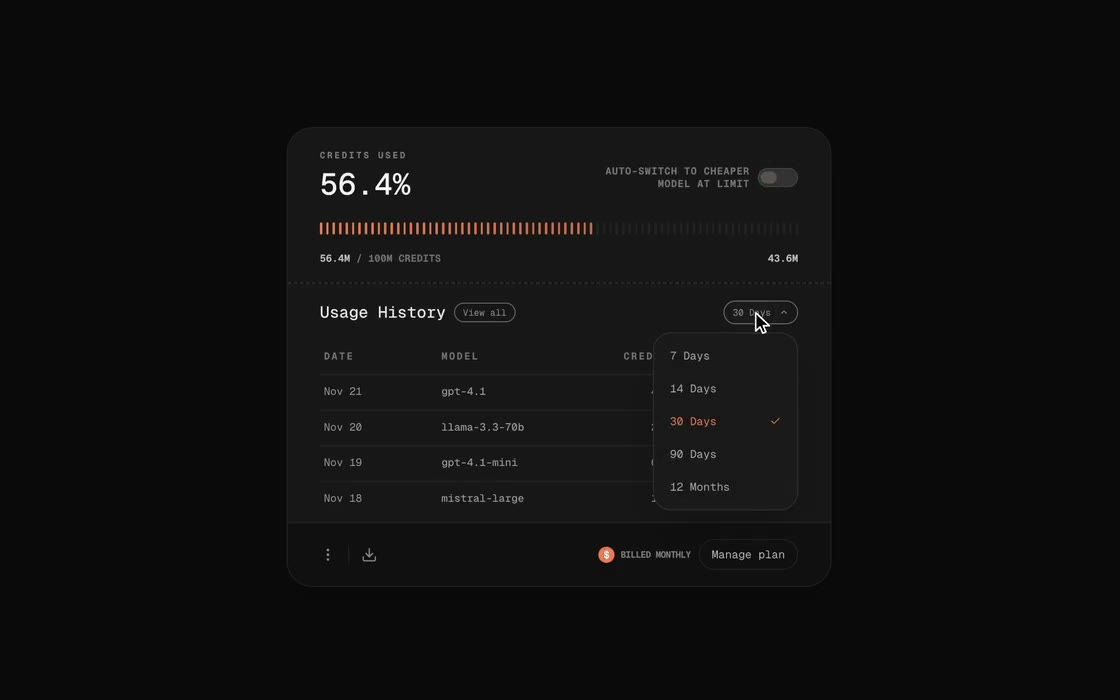 CREDITS USED
56.4%
AUTO-SWITCH TO CHEAPER
MODEL AT LIMIT
56.4M / 100M CREDITS
43.6M
Usage History
View all
30 Days
DATE MODEL
7 Days
Nov 21 gpt-4.1
14 Days
Nov 20 llama-3.3-70b
30 Days
Nov 19 gpt-4.1-mini
90 Days
Nov 18 mistral-large
12 Months
$ BILLED MONTHLY
Manage plan